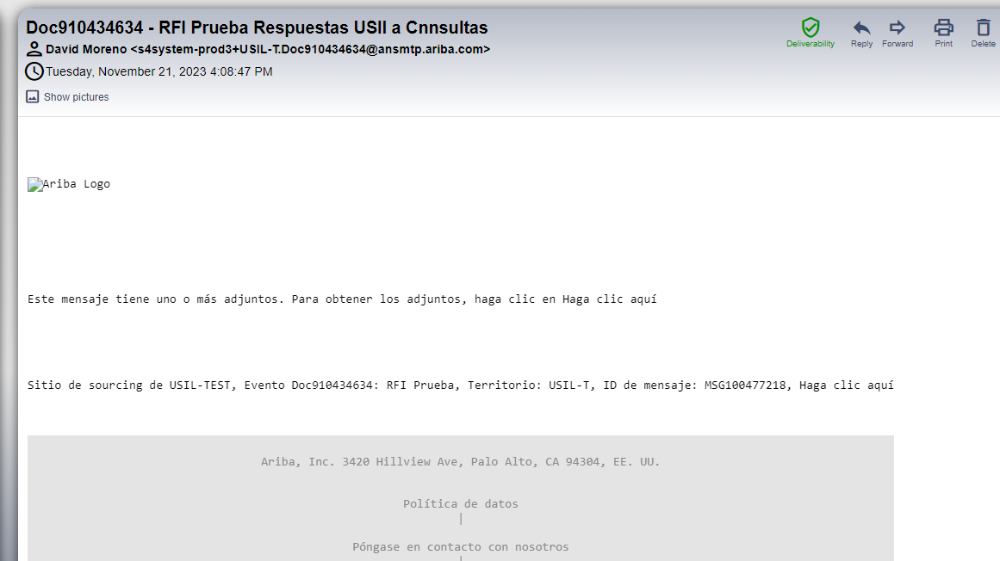 Doc910434634 - RFI Prueba Respuestas USIl a Cnnsultas
David Moreno <s4system-prod3+USIL-T.Doc910434634@ansmtp.ariba.com>
Tuesday, November 21, 2023 4:08:47 PM
Show pictures
Deliverability
Reply
Forward
Print
Delete
Ariba Logo
Este mensaje tiene uno o más adjuntos. Para obtener los adjuntos, haga clic en Haga clic aquí
Sitio de sourcing de USIL-TEST, Evento Doc910434634: RFI Prueba, Territorio: USIL-T, ID de mensaje: MSG100477218, Haga clic aquí
Ariba, Inc. 3420 Hillview Ave, Palo Alto, CA 94304, EE. UU.
Política de datos
|
Póngase en contacto con nosotros
|